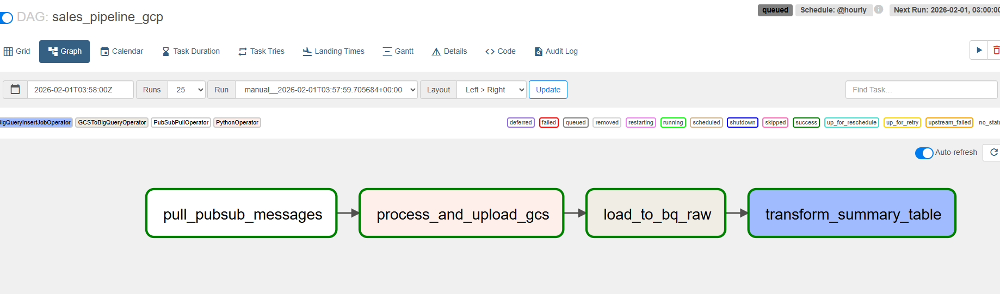 DAG: sales_pipeline_gcp
queued Schedule: @hourly Next Run: 2026-02-01, 03:00:00
Grid Graph Calendar Task Duration Task Tries Landing Times Gantt Details Code Audit Log
2026-02-01T03:58:00Z Runs 25 Run manual__2026-02-01T03:57:59.705684+00:00 Layout Left > Right Update Find Task...
BigQueryInsertJobOperator GCSToBigQueryOperator PubSubPullOperator PythonOperator deferred failed queued removed restarting running scheduled shutdown skipped success up_for_reschedule up_for_retry upstream_failed no_statu
Auto-refresh
pull_pubsub_messages process_and_upload_gcs load_to_bq_raw transform_summary_table